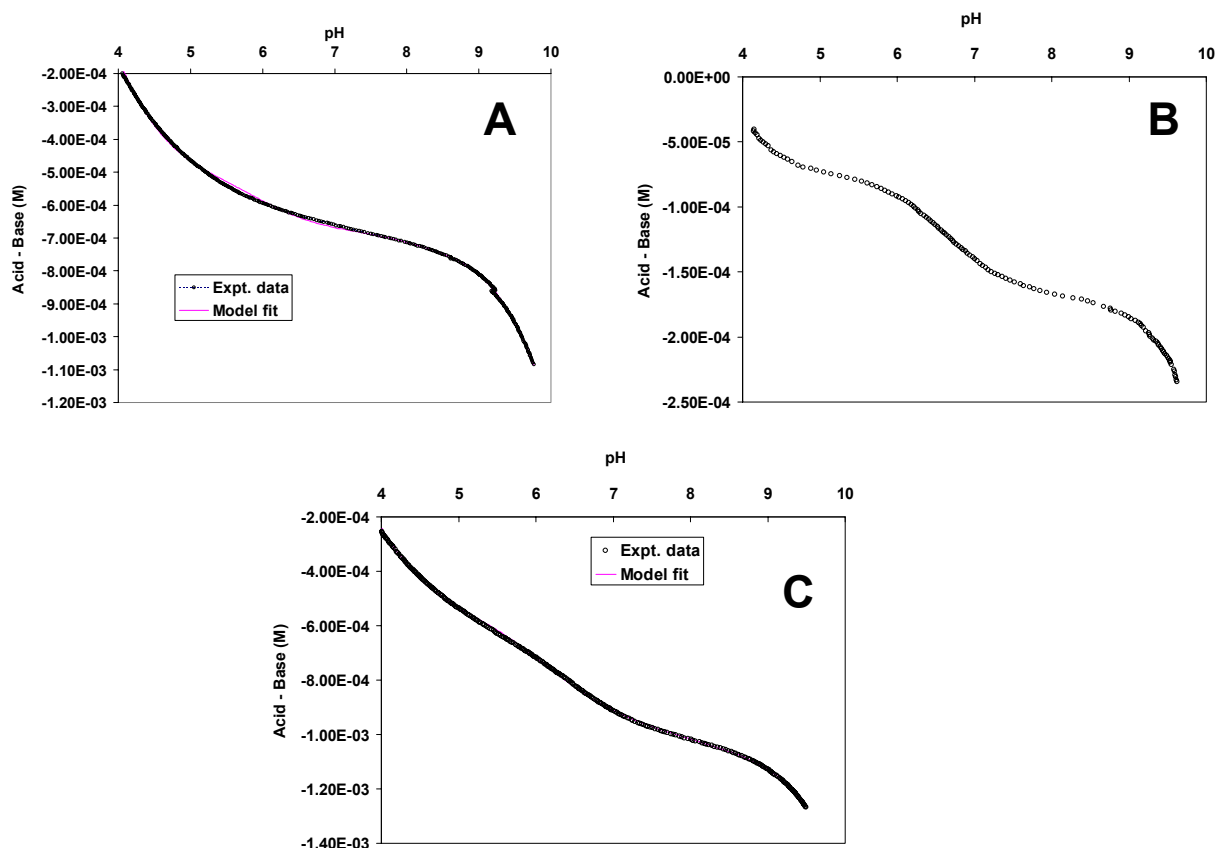 pH
4 5 6 7 8 9 10
-2.00E-04
-3.00E-04
-4.00E-04
-5.00E-04
-6.00E-04
-7.00E-04
-8.00E-04
-9.00E-04
-1.00E-03
-1.10E-03
-1.20E-03
Acid - Base (M)
A
Expt. data
Model fit
pH
4 5 6 7 8 9 10
0.00E+00
-5.00E-05
-1.00E-04
-1.50E-04
-2.00E-04
-2.50E-04
Acid - Base (M)
B
pH
4 5 6 7 8 9 10
-2.00E-04
-4.00E-04
-6.00E-04
-8.00E-04
-1.00E-03
-1.20E-03
-1.40E-03
Acid - Base (M)
Expt. data
Model fit
C